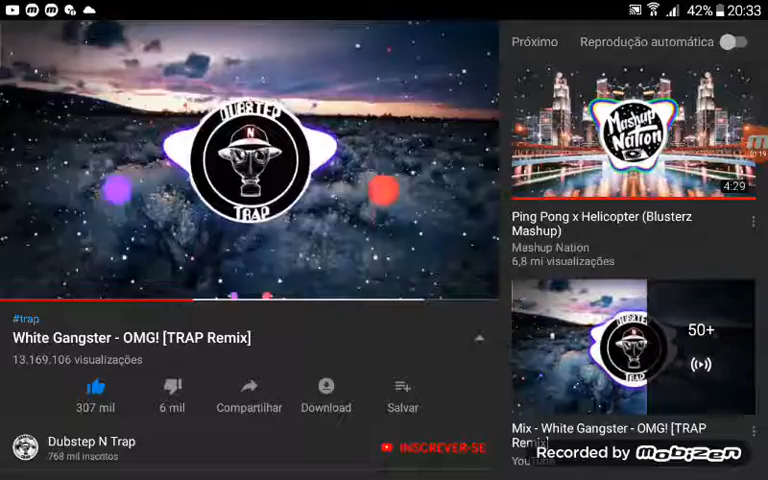 42% 20:33
DUBSTEP
N
TRAP
#trap
White Gangster - OMG! [TRAP Remix]
13.169.106 visualizações
307 mil
6 mil
Compartilhar
Download
Salvar
Dubstep N Trap
768 mil inscritos
INSCREVER-SE
Próximo
Reprodução automática
Mashup
Nation
01:19
4:29
Ping Pong x Helicopter (Blusterz
Mashup)
Mashup Nation
6,8 mi visualizações
DUBSTEP
TRAP
50+
Mix - White Gangster - OMG! [TRAP
Remix]
YouTube
Recorded by mobizen